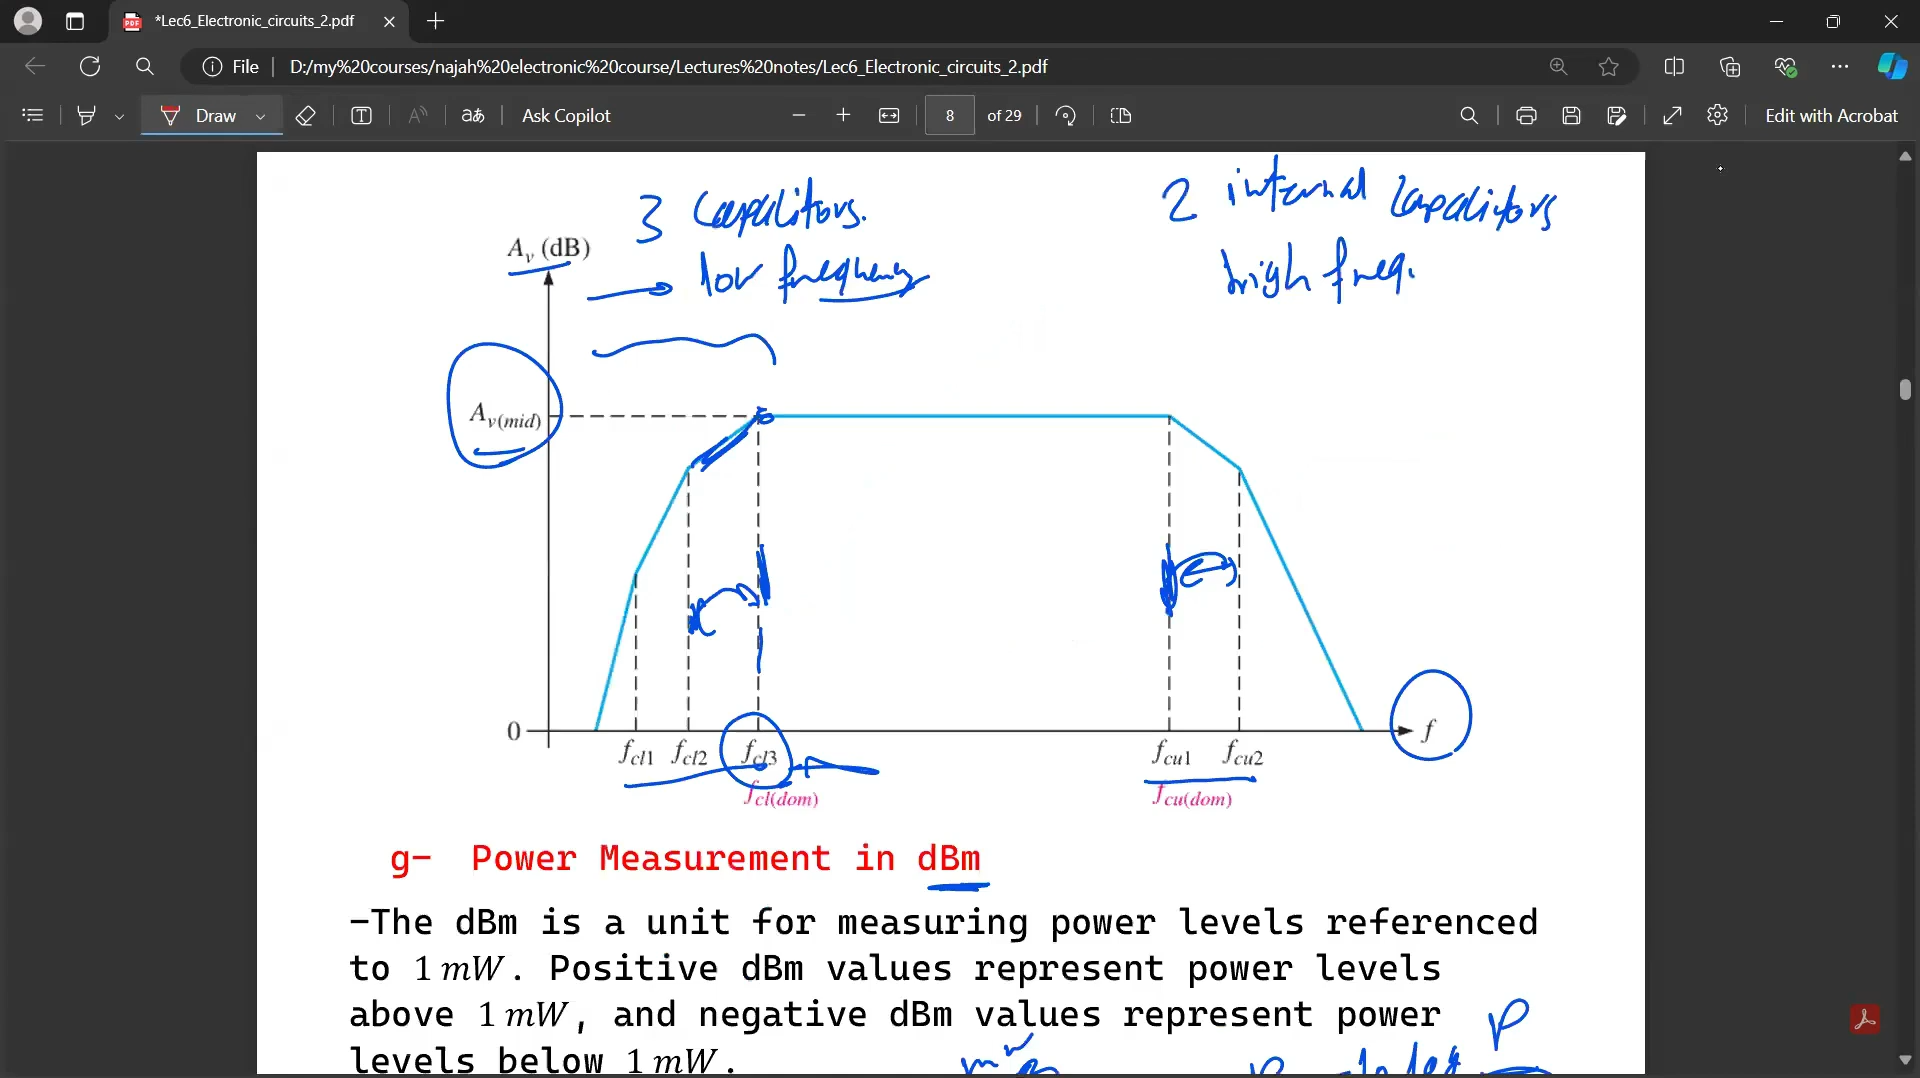 *Lec6_Electronic_circuits_2.pdf
File D:/my%20courses/najah%20electronic%20course/Lectures%20notes/Lec6_Electronic_circuits_2.pdf
Draw
T
aあ
Ask Copilot
8 of 29
Edit with Acrobat
3 Capacitors.
low frequency
2 internal capacitors
high freq.
Av (dB)
Av(mid)
0
fcl1 fcl2 fcl3 fcu1 fcu2 f
fcl(dom) fcu(dom)
g- Power Measurement in dBm
-The dBm is a unit for measuring power levels referenced
to 1 mW. Positive dBm values represent power levels
above 1 mW, and negative dBm values represent power
levels below 1 mW.
P